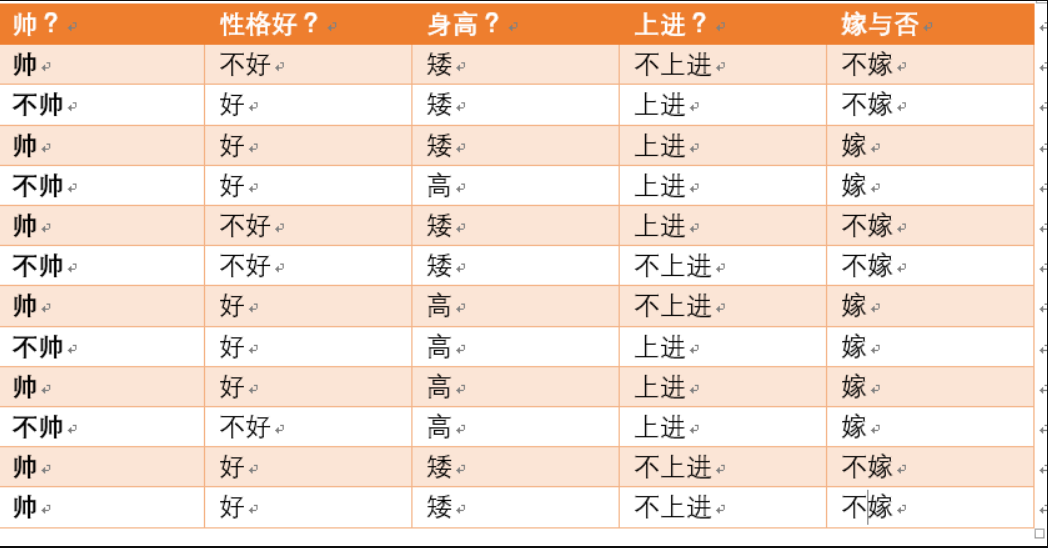 帅？ 性格好？ 身高？ 上进？ 嫁与否
帅 不好 矮 不上进 不嫁
不帅 好 矮 上进 不嫁
帅 好 矮 上进 嫁
不帅 好 高 上进 嫁
帅 不好 矮 上进 不嫁
不帅 不好 矮 不上进 不嫁
帅 好 高 不上进 嫁
不帅 好 高 上进 嫁
帅 好 高 上进 嫁
不帅 不好 高 上进 嫁
帅 好 矮 不上进 不嫁
帅 好 矮 不上进 不嫁